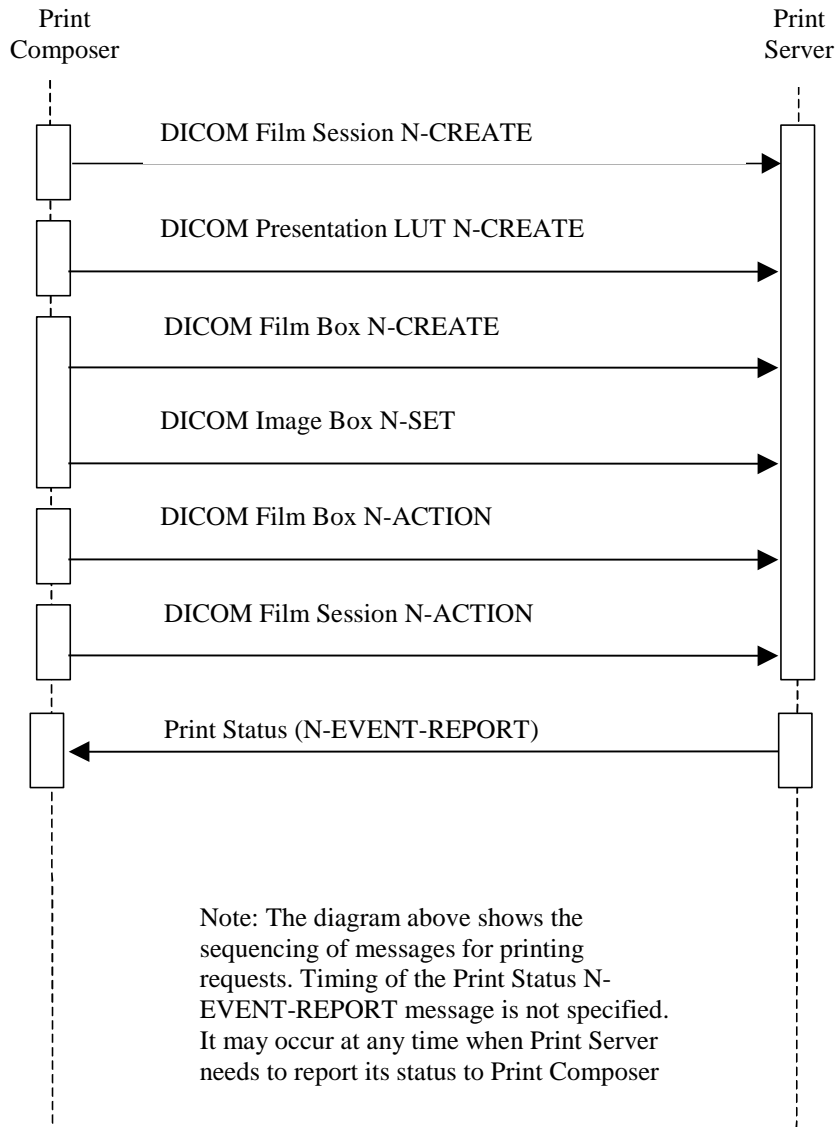 Print
Composer
Print
Server
DICOM Film Session N-CREATE
DICOM Presentation LUT N-CREATE
DICOM Film Box N-CREATE
DICOM Image Box N-SET
DICOM Film Box N-ACTION
DICOM Film Session N-ACTION
Print Status (N-EVENT-REPORT)
Note: The diagram above shows the
sequencing of messages for printing
requests. Timing of the Print Status N-
EVENT-REPORT message is not specified.
It may occur at any time when Print Server
needs to report its status to Print Composer